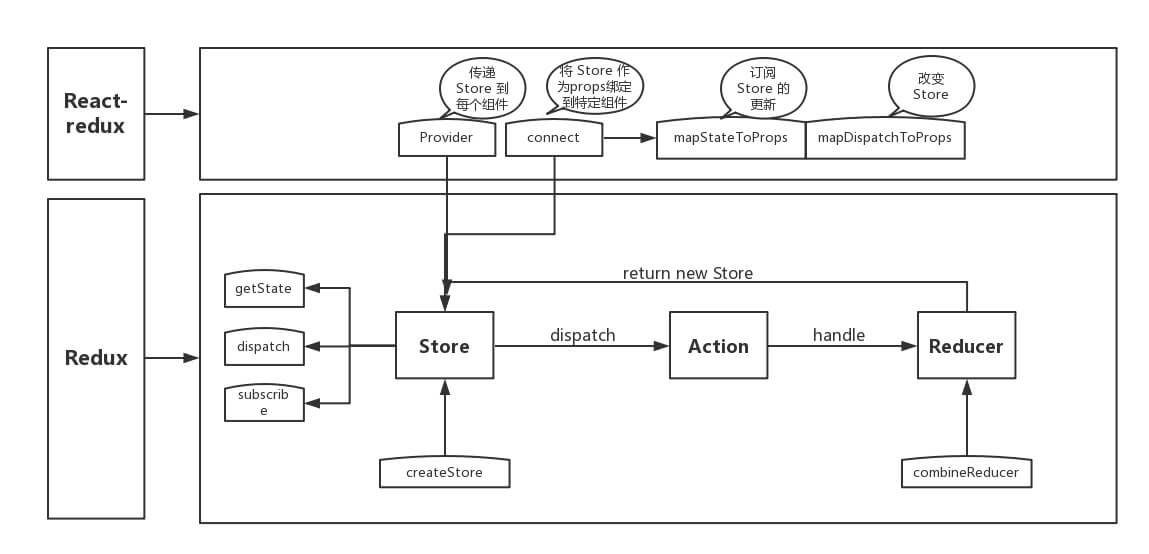 React-
redux
传递
Store 到
每个组件
将 Store 作
为props绑定
到特定组件
订阅
Store 的
更新
改变
Store
Provider
connect
mapStateToProps
mapDispatchToProps
Redux
return new Store
getState
dispatch
subscrib
e
Store
dispatch
Action
handle
Reducer
createStore
combineReducer